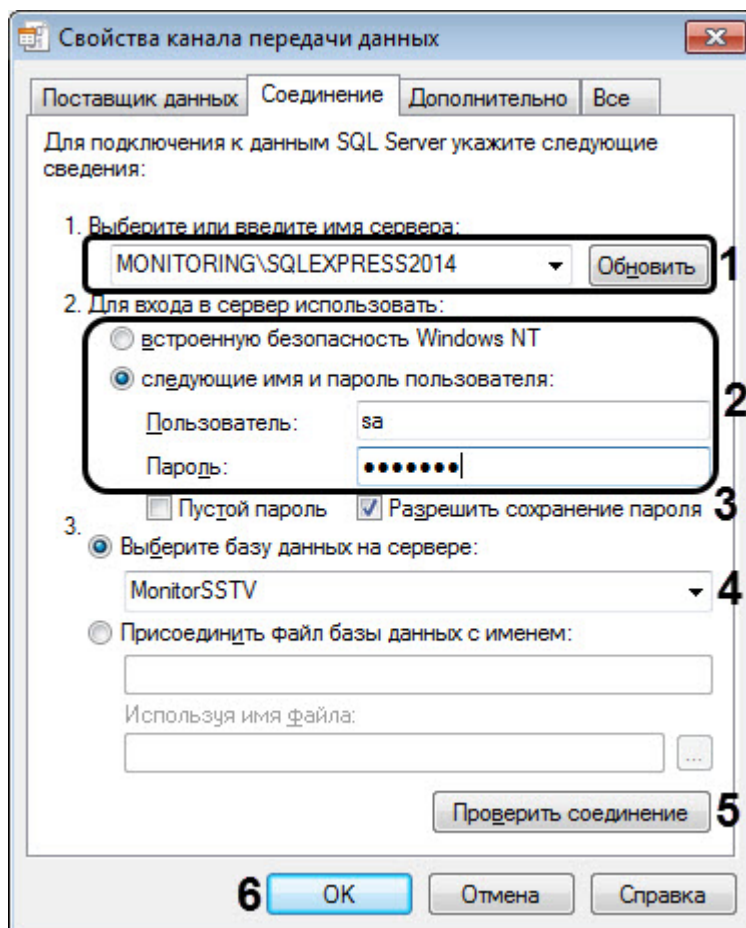 Свойства канала передачи данных
Поставщик данных Соединение Дополнительно Все
Для подключения к данным SQL Server укажите следующие
сведения:
1. Выберите или введите имя сервера:
MONITORING\SQLEXPRESS2014 Обновить 1
2. Для входа в сервер использовать:
встроенную безопасность Windows NT
следующие имя и пароль пользователя:
2
Пользователь: sa
Пароль: •••••••
Пустой пароль Разрешить сохранение пароля 3
3.
Выберите базу данных на сервере:
MonitorSSTV 4
Присоединить файл базы данных с именем:
Используя имя файла:
...
Проверить соединение 5
6 OK Отмена Справка